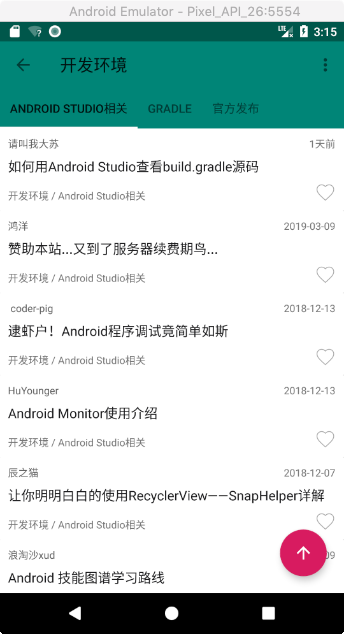 Android Emulator - Pixel_API_26:5554
LTE 3:15
开发环境
ANDROID STUDIO相关 GRADLE 官方发布
请叫我大苏 1天前
如何用Android Studio查看build.gradle源码
开发环境 / Android Studio相关
鸿洋 2019-03-09
赞助本站...又到了服务器续费期鸟...
开发环境 / Android Studio相关
coder-pig 2018-12-13
逮虾户！Android程序调试竟简单如斯
开发环境 / Android Studio相关
HuYounger 2018-12-13
Android Monitor使用介绍
开发环境 / Android Studio相关
辰之猫 2018-12-07
让你明明白白的使用RecyclerView——SnapHelper详解
开发环境 / Android Studio相关
浪淘沙xud 09
Android 技能图谱学习路线